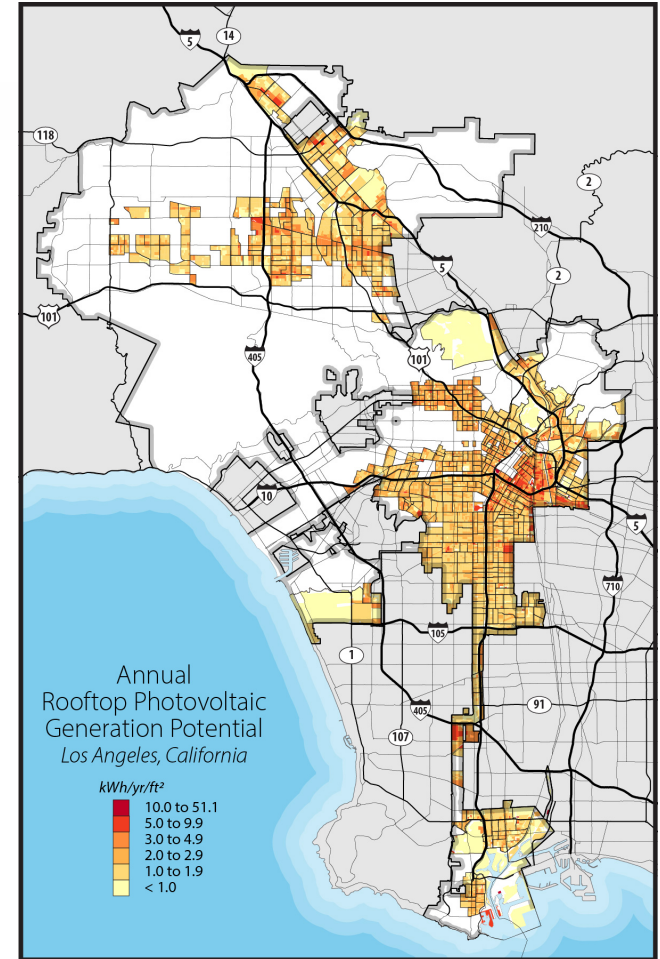 5
14
118
2
210
5
2
101
101
405
10
5
710
105
1
405
91
107
Annual
Rooftop Photovoltaic
Generation Potential
Los Angeles, California
kWh/yr/ft²
10.0 to 51.1
5.0 to 9.9
3.0 to 4.9
2.0 to 2.9
1.0 to 1.9
< 1.0